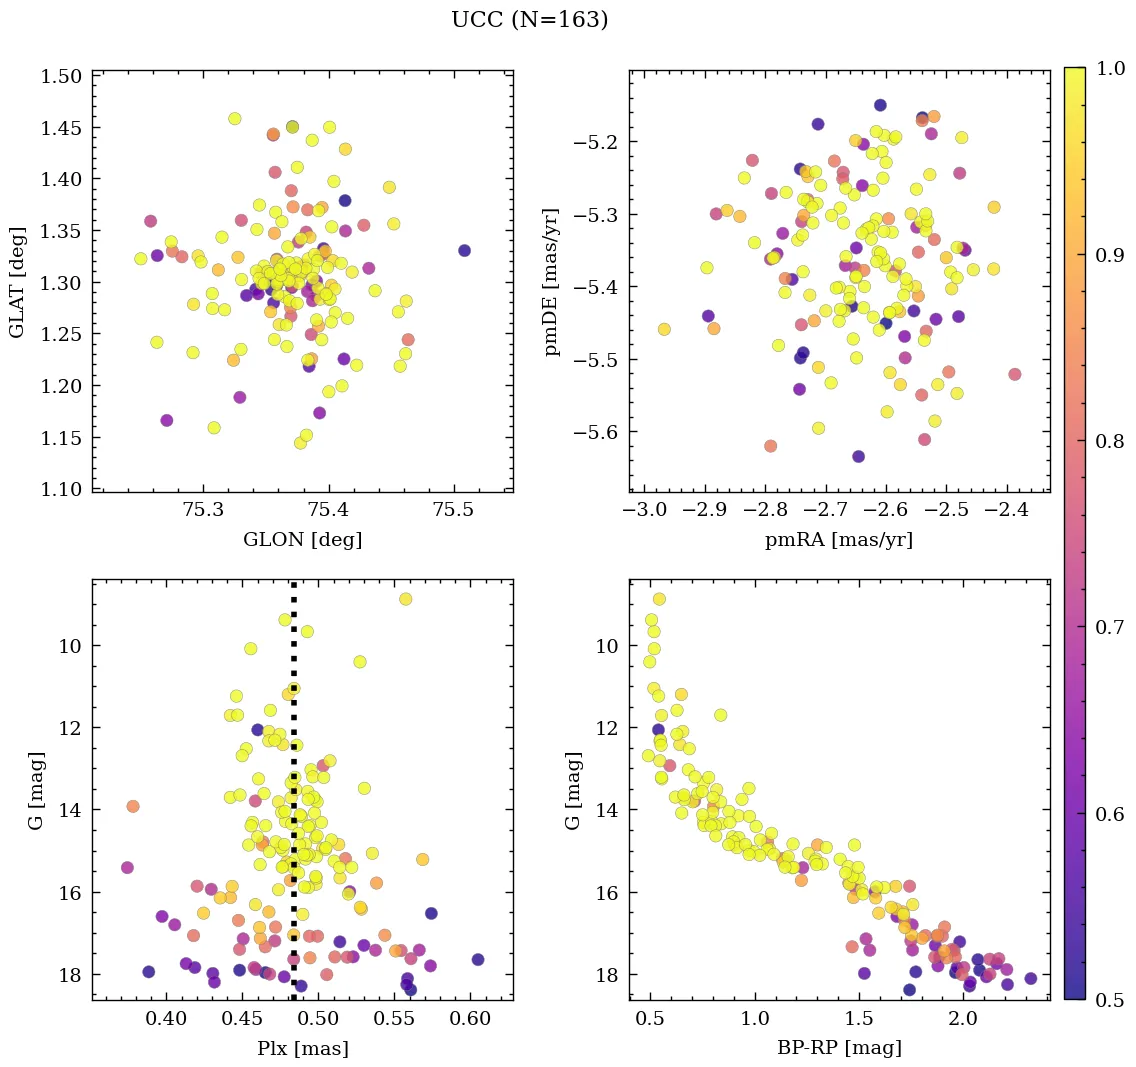 UCC (N=163)
1.50
1.45
1.40
1.35
1.30
1.25
1.20
1.15
1.10
GLAT [deg]
75.3 75.4 75.5
GLON [deg]
−5.2
−5.3
−5.4
−5.5
−5.6
pmDE [mas/yr]
−3.0 −2.9 −2.8 −2.7 −2.6 −2.5 −2.4
pmRA [mas/yr]
10
12
14
16
18
G [mag]
0.40 0.45 0.50 0.55 0.60
Plx [mas]
10
12
14
16
18
G [mag]
0.5 1.0 1.5 2.0
BP-RP [mag]
1.0
0.9
0.8
0.7
0.6
0.5